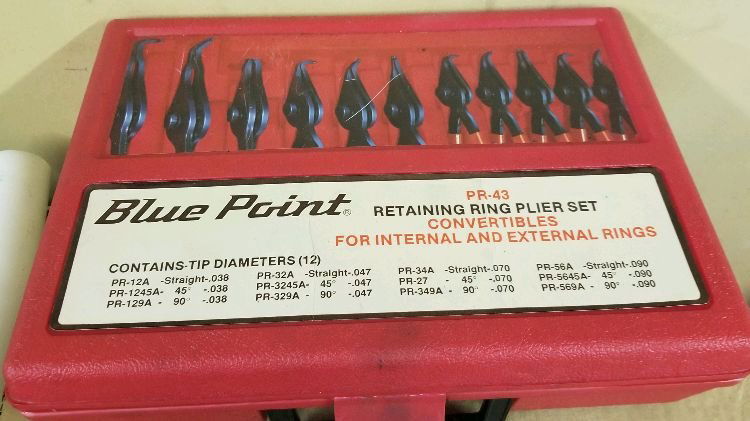 Blue Point®
PR-43
RETAINING RING PLIER SET
CONVERTIBLES
FOR INTERNAL AND EXTERNAL RINGS
CONTAINS-TIP DIAMETERS (12)
PR-12A -Straight-.038
PR-1245A- 45° -.038
PR-129A - 90° -.038
PR-32A -Straight-.047
PR-3245A- 45° -.047
PR-329A - 90° -.047
PR-34A -Straight-.070
PR-27 - 45° -.070
PR-349A - 90° -.070
PR-56A -Straight-.090
PR-5645A- 45° -.090
PR-569A - 90° -.090